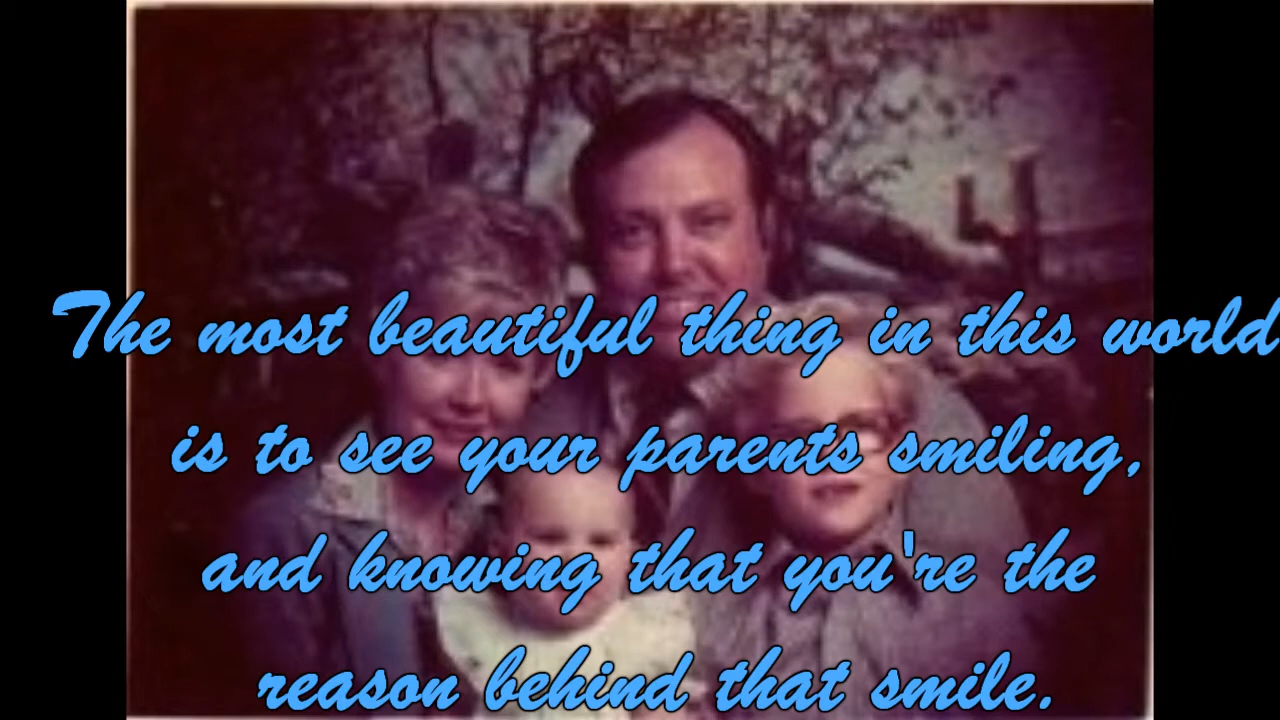 The most beautiful thing in this world
is to see your parents smiling,
and knowing that you're the
reason behind that smile.